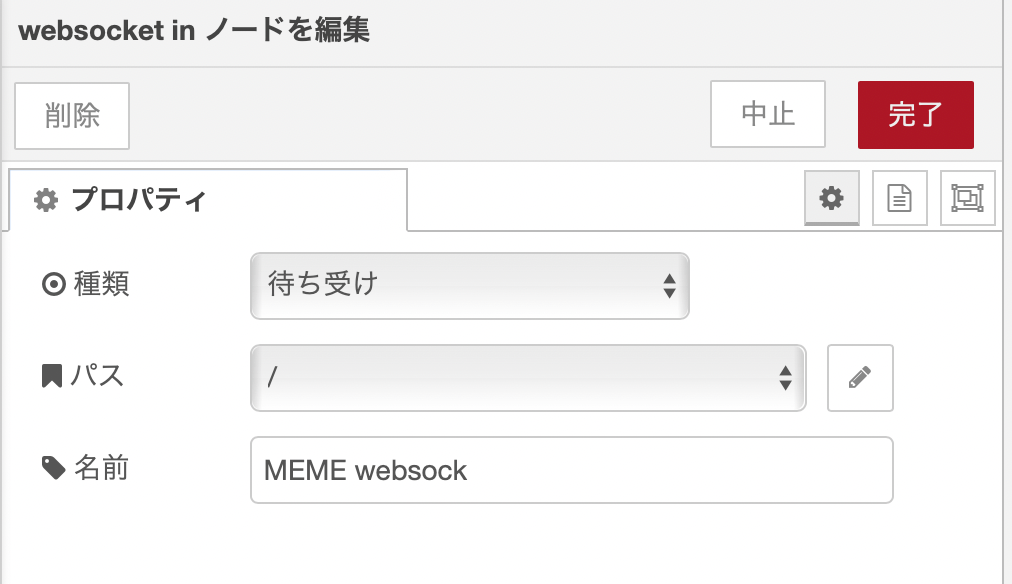 websocket in ノードを編集
削除
中止
完了
プロパティ
種類
待ち受け
パス
/
名前
MEME websock